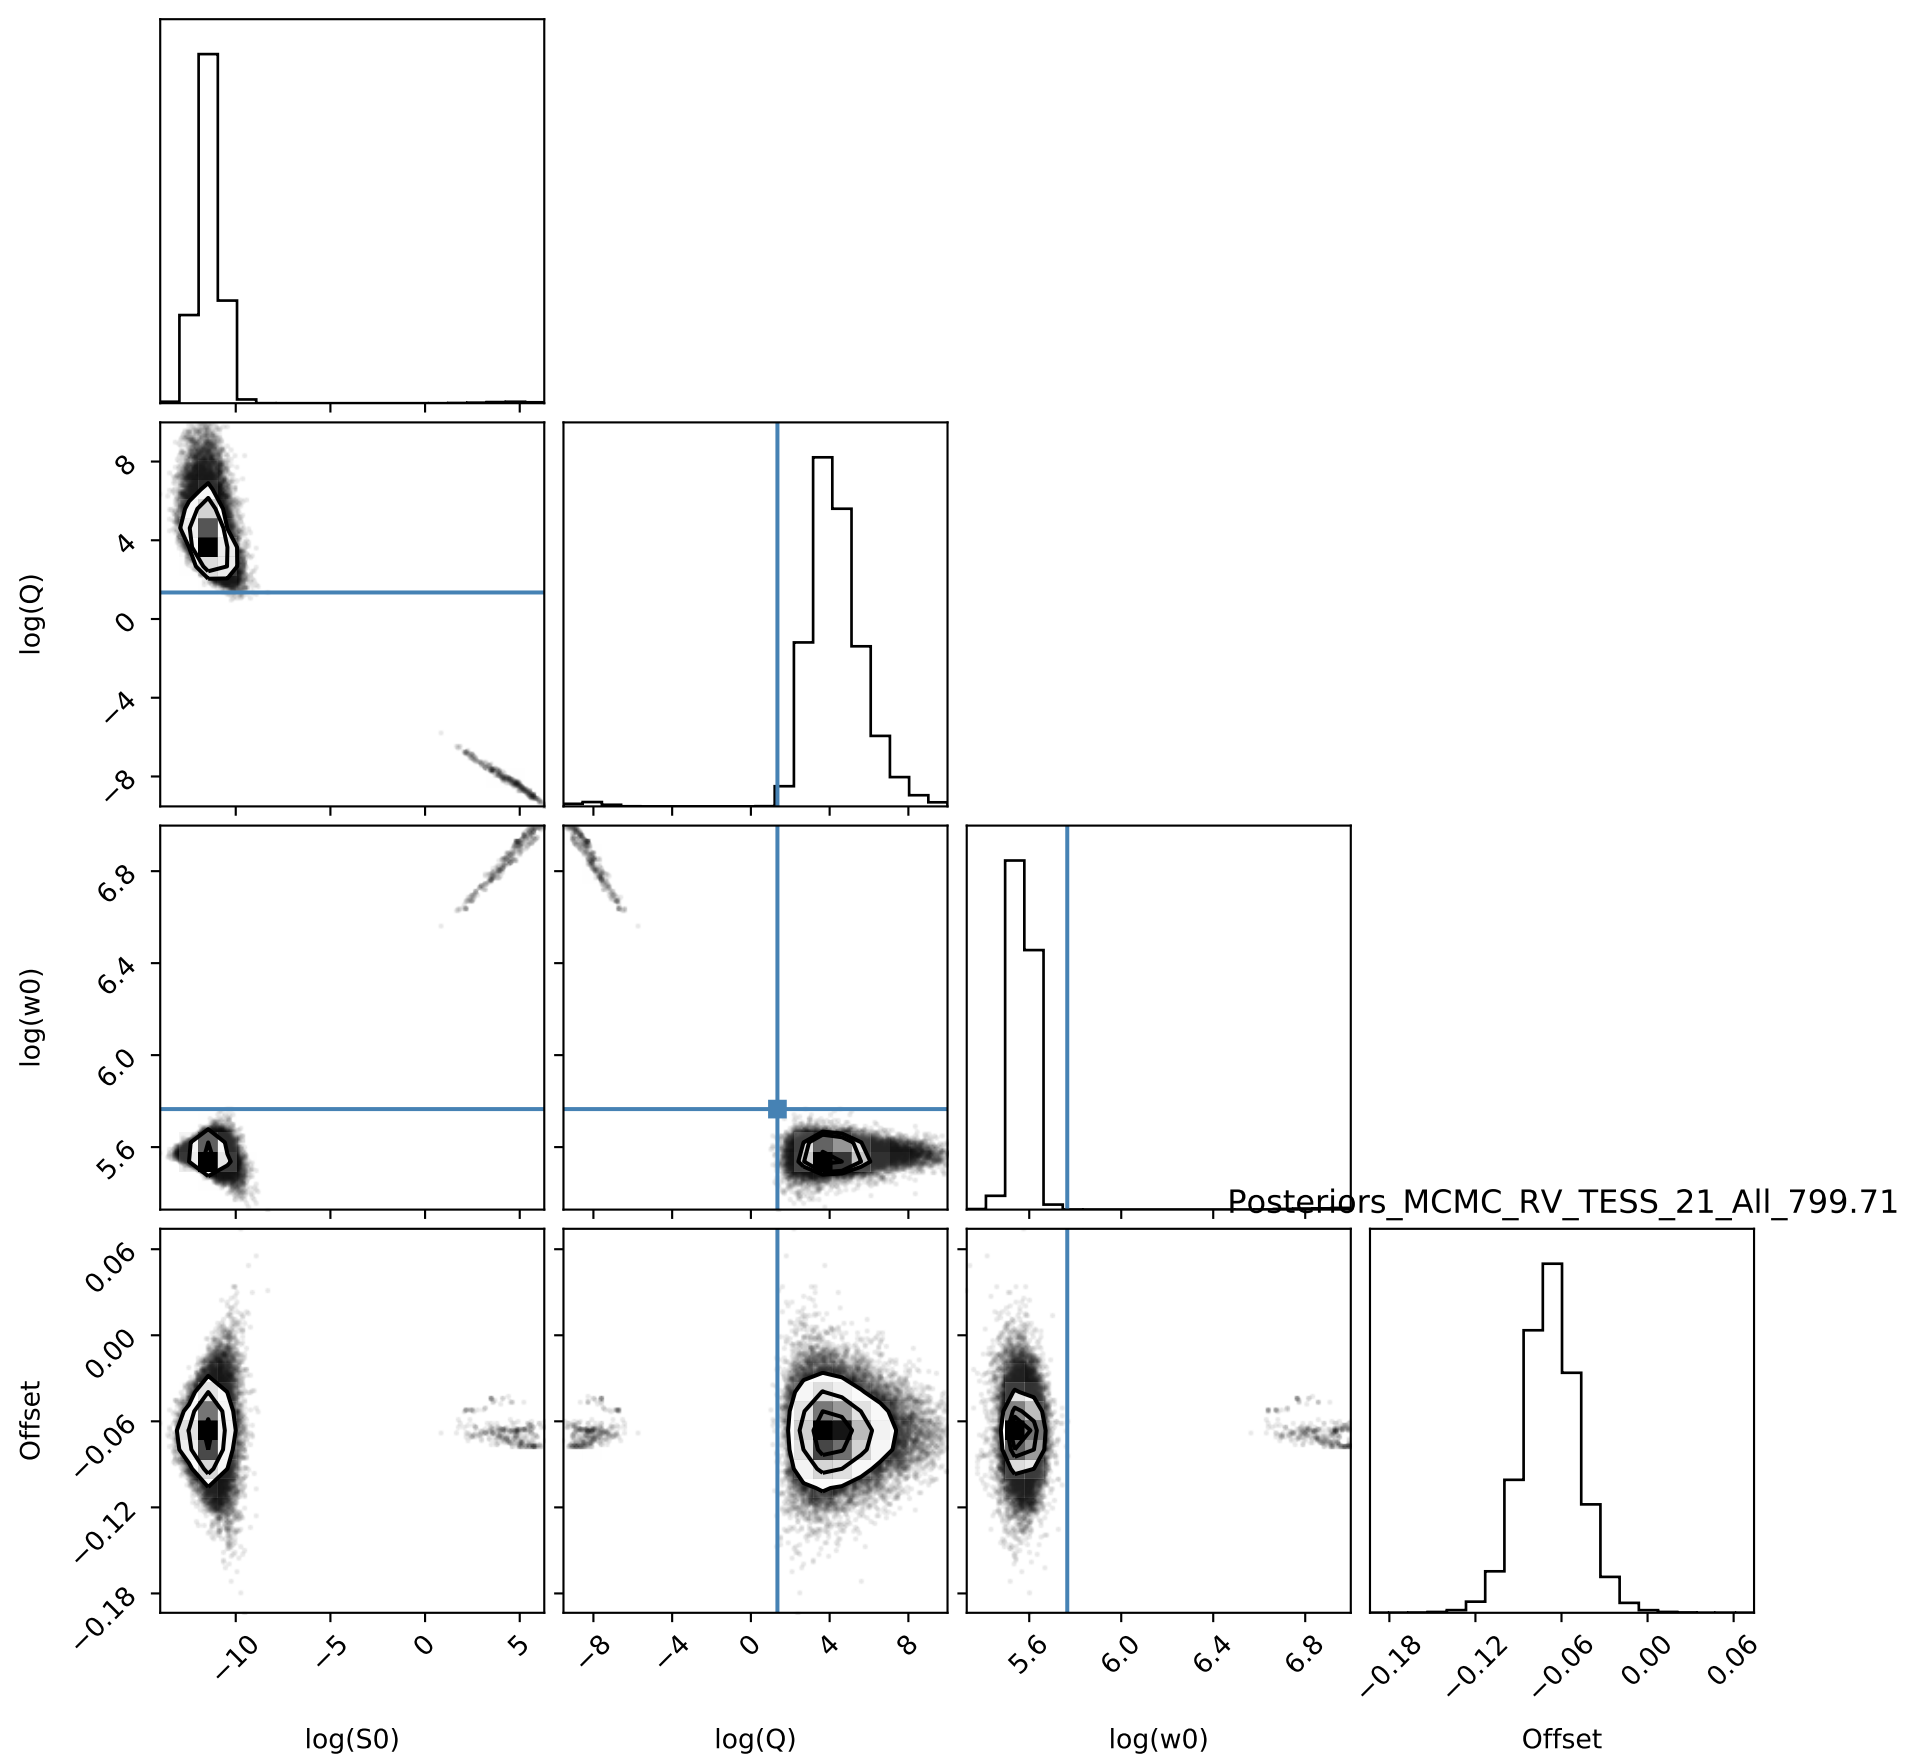 8
4
0
−4
−8
log(Q)
6.8
6.4
6.0
5.6
log(w0)
Posteriors_MCMC_RV_TESS_21_All_799.71
0.06
0.00
−0.06
−0.12
−0.18
Offset
−10 −5 0 5
−8 −4 0 4 8
5.6 6.0 6.4 6.8
−0.18 −0.12 −0.06 0.00 0.06
log(S0) log(Q) log(w0) Offset